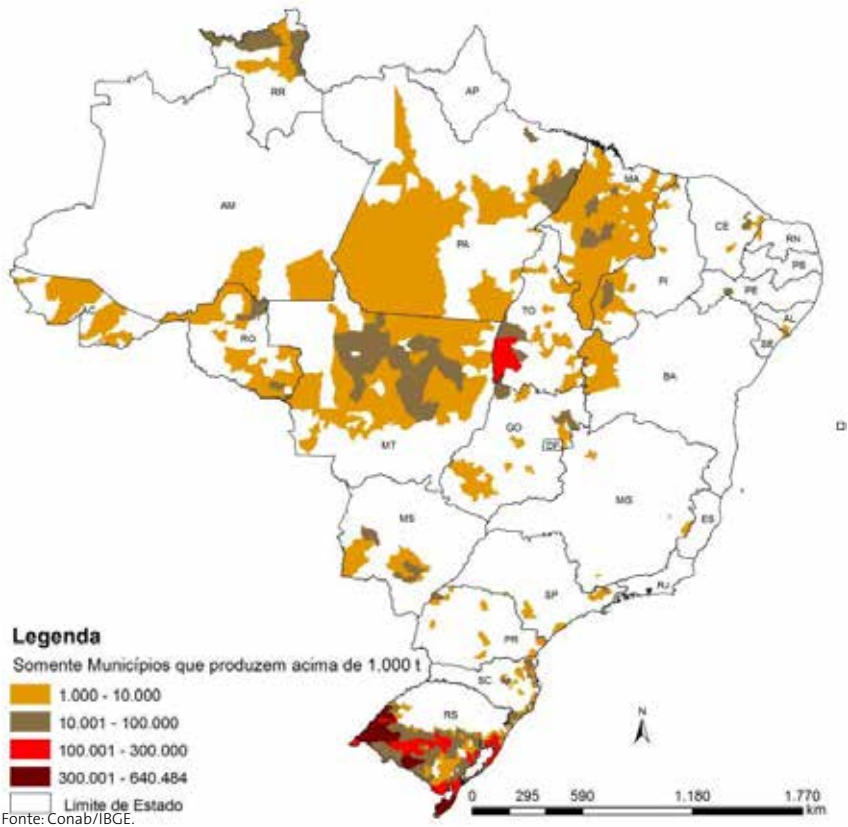 RR
AP
AM
PA
MA
CE
RN
PB
PE
AL
SE
PI
TO
AC
RO
BA
MT
GO
DF
MG
ES
MS
SP
RJ
PR
SC
RS
Legenda
Somente Municípios que produzem acima de 1.000 t
1.000 - 10.000
10.001 - 100.000
100.001 - 300.000
300.001 - 640.484
Limite de Estado
N
0 295 590 1.180 1.770
km
Fonte: Conab/IBGE.